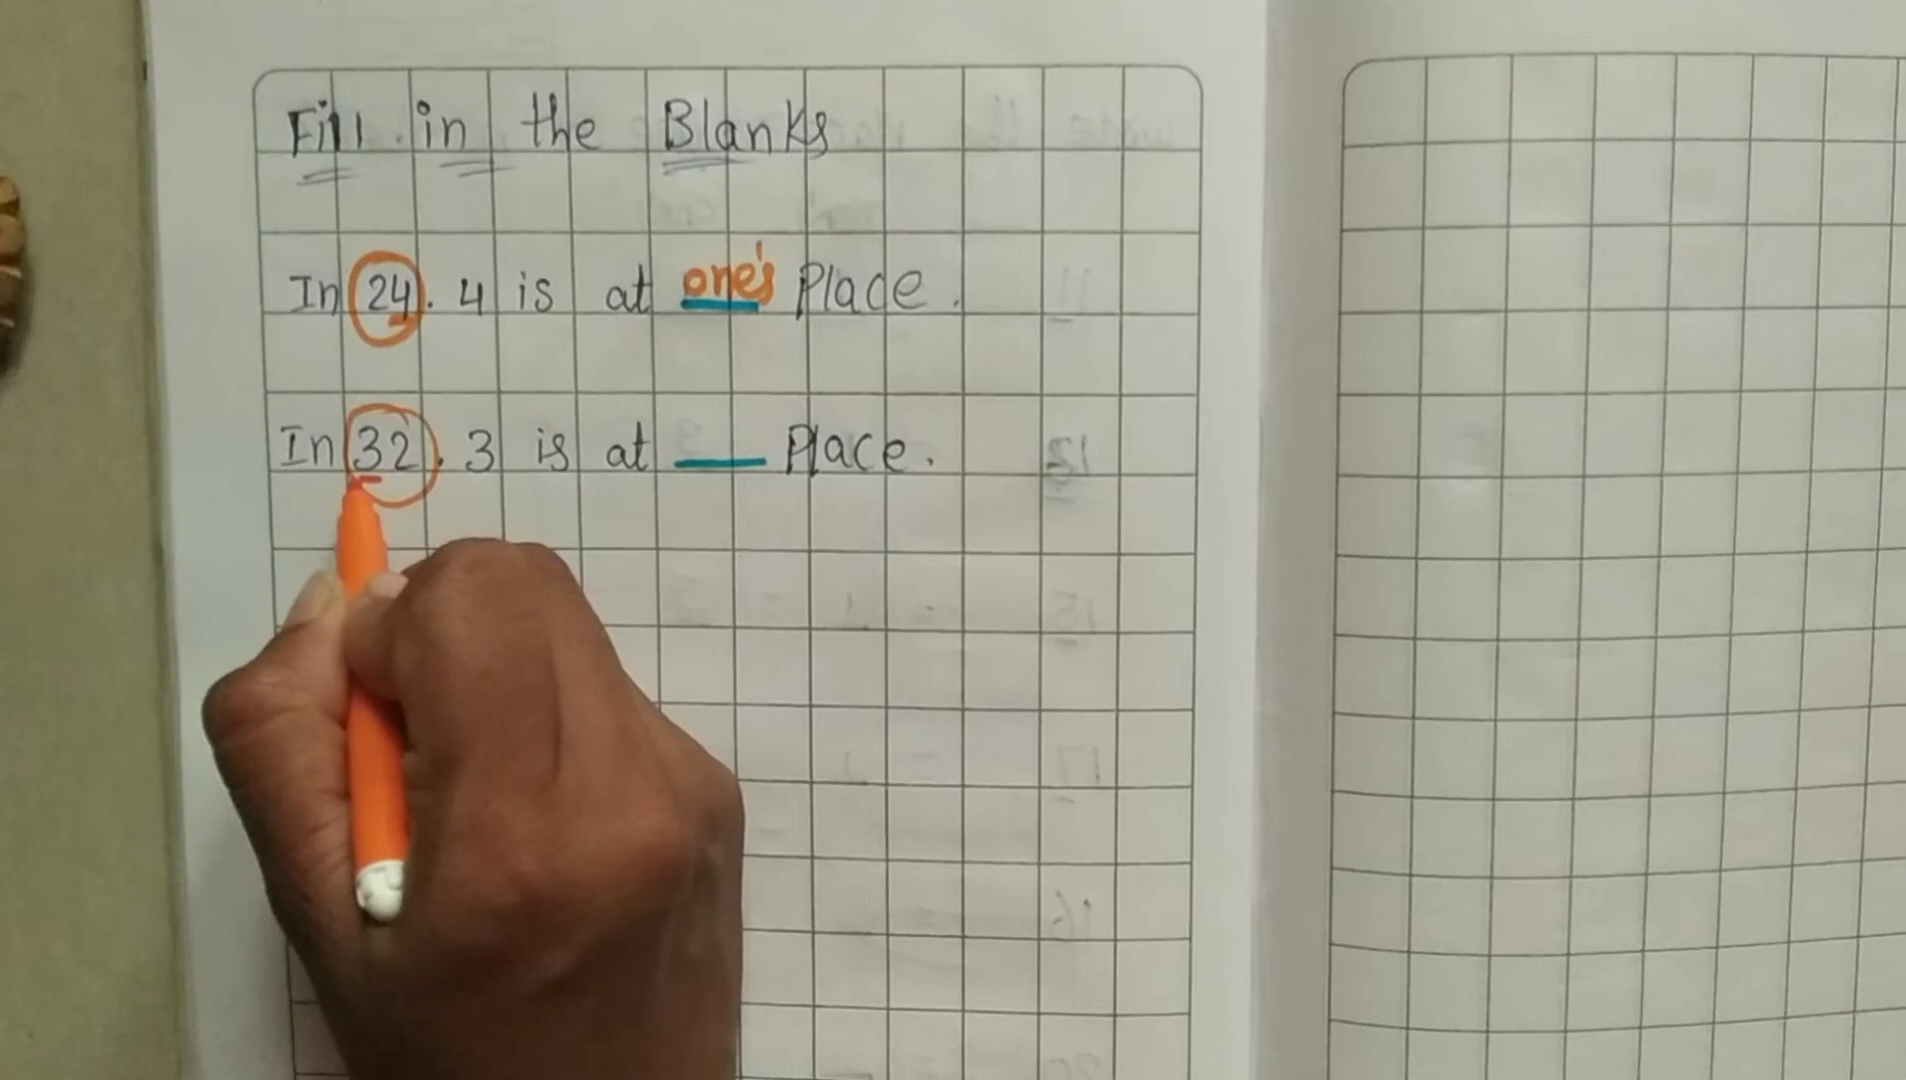 Fill in the Blanks
In 24. 4 is at one's Place.
In 32. 3 is at ___ Place.